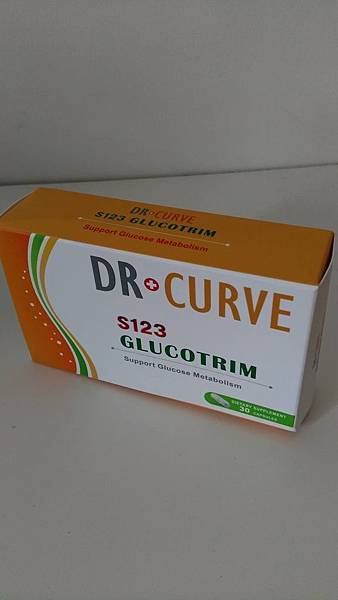 DR CURVE
S123 GLUCOTRIM
Support Glucose Metabolism
DR CURVE
S123
GLUCOTRIM
Support Glucose Metabolism
DIETARY SUPPLEMENT
30 CAPSULES